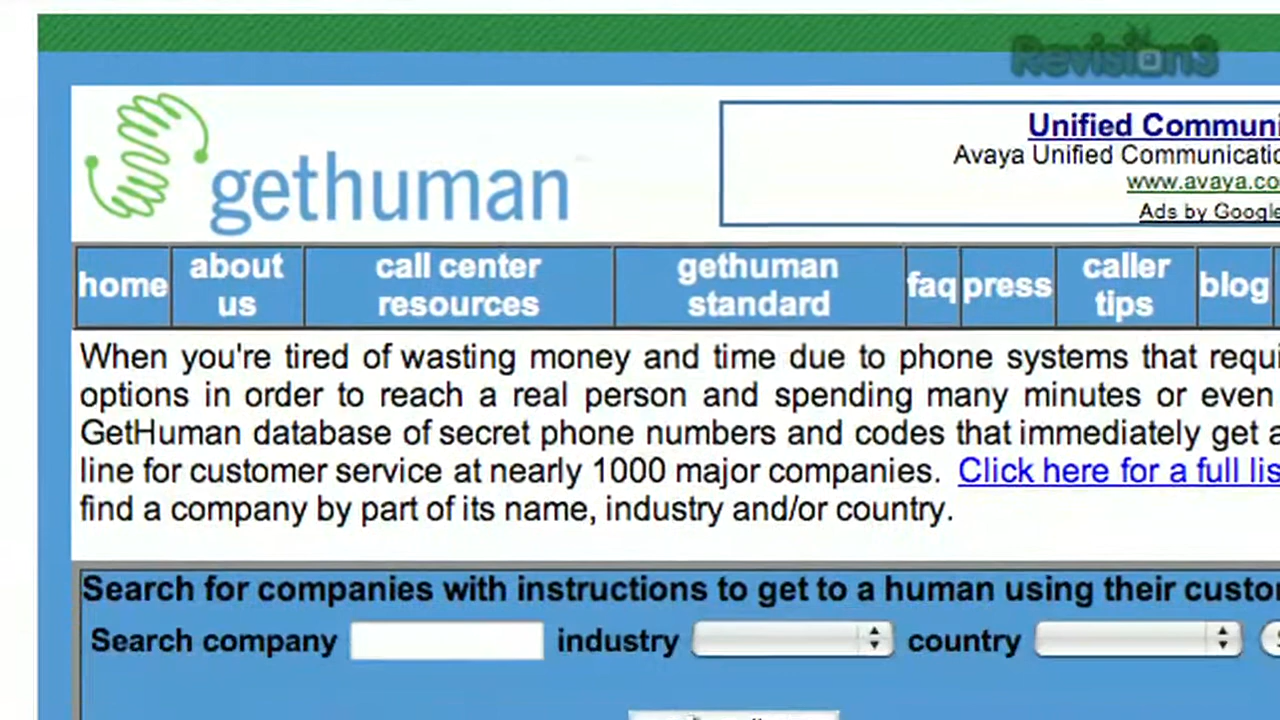 Revision3
gethuman
Unified Communi
Avaya Unified Communicatio
www.avaya.co
Ads by Google
home
about us
call center resources
gethuman standard
faq
press
caller tips
blog
When you're tired of wasting money and time due to phone systems that requi
options in order to reach a real person and spending many minutes or even
GetHuman database of secret phone numbers and codes that immediately get a
line for customer service at nearly 1000 major companies. Click here for a full lis
find a company by part of its name, industry and/or country.
Search for companies with instructions to get to a human using their custo
Search company industry country